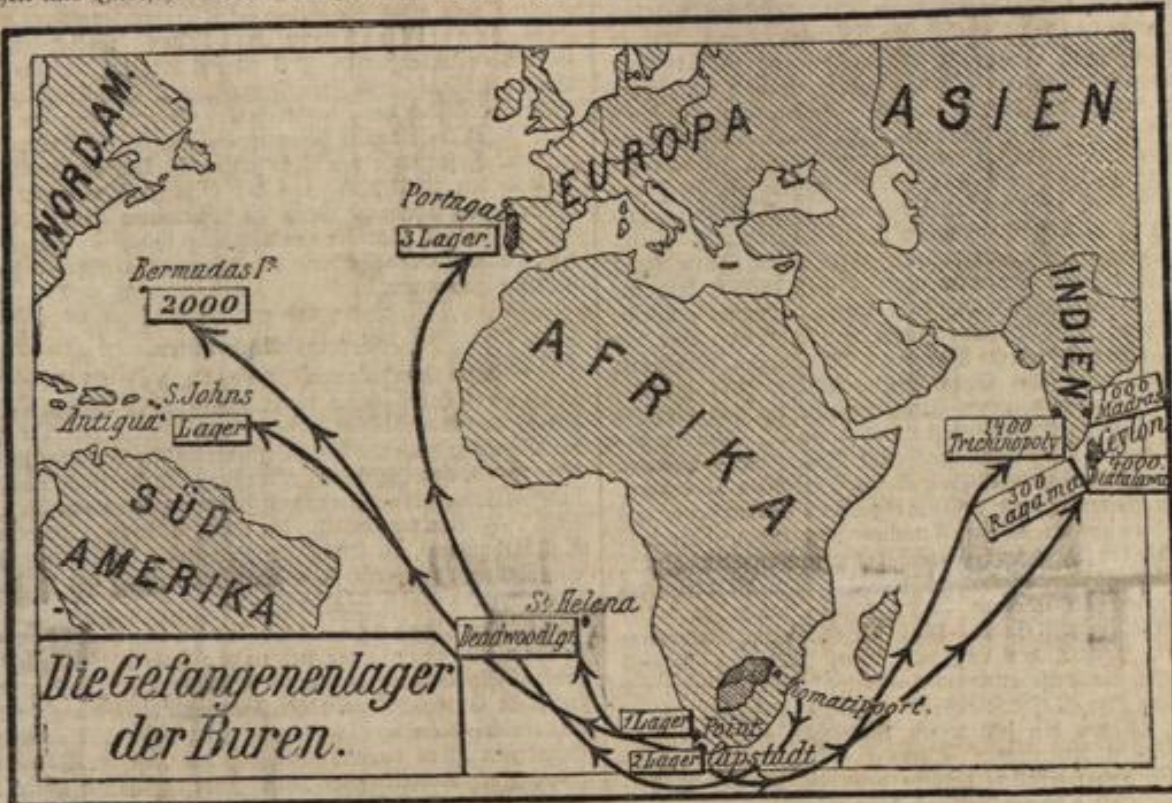 NORD.AM.
EUROPA
ASIEN
Portugal
3 Lager.
Bermudas Is
2000
S. Johns
Antigua
Lager
AFRIKA
INDIEN
1000
Madras
1400
Trichinopoly
Ceylon
4000
300
Ragama
SÜD
AMERIKA
St Helena
Deadwood Lgr
Komatipoort.
1 Lager
Point
2 Lager
Capstadt
Die Gefangenenlager
der Buren.